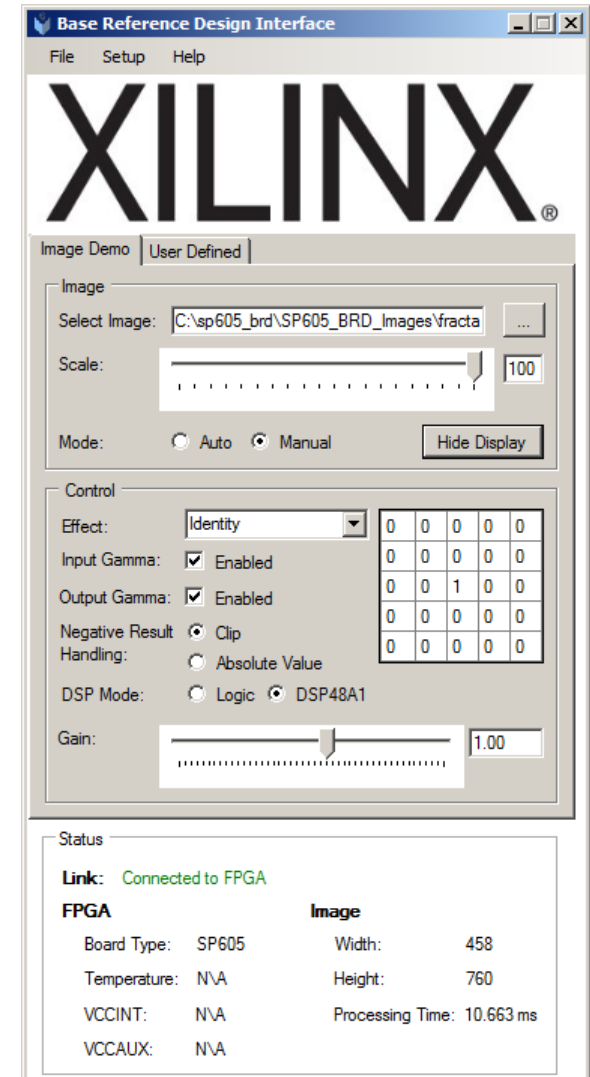 Base Reference Design Interface
File Setup Help
XILINX®
Image Demo User Defined
Image
Select Image: C:\sp605_brd\SP605_BRD_Images\fracta ...
Scale: 100
Mode: Auto Manual Hide Display
Control
Effect: Identity
Input Gamma: Enabled
Output Gamma: Enabled
Negative Result Handling: Clip
Absolute Value
DSP Mode: Logic DSP48A1
0 0 0 0 0
0 0 0 0 0
0 0 1 0 0
0 0 0 0 0
0 0 0 0 0
Gain: 1.00
Status
Link: Connected to FPGA
FPGA Image
Board Type: SP605 Width: 458
Temperature: N\A Height: 760
VCCINT: N\A Processing Time: 10.663 ms
VCCAUX: N\A